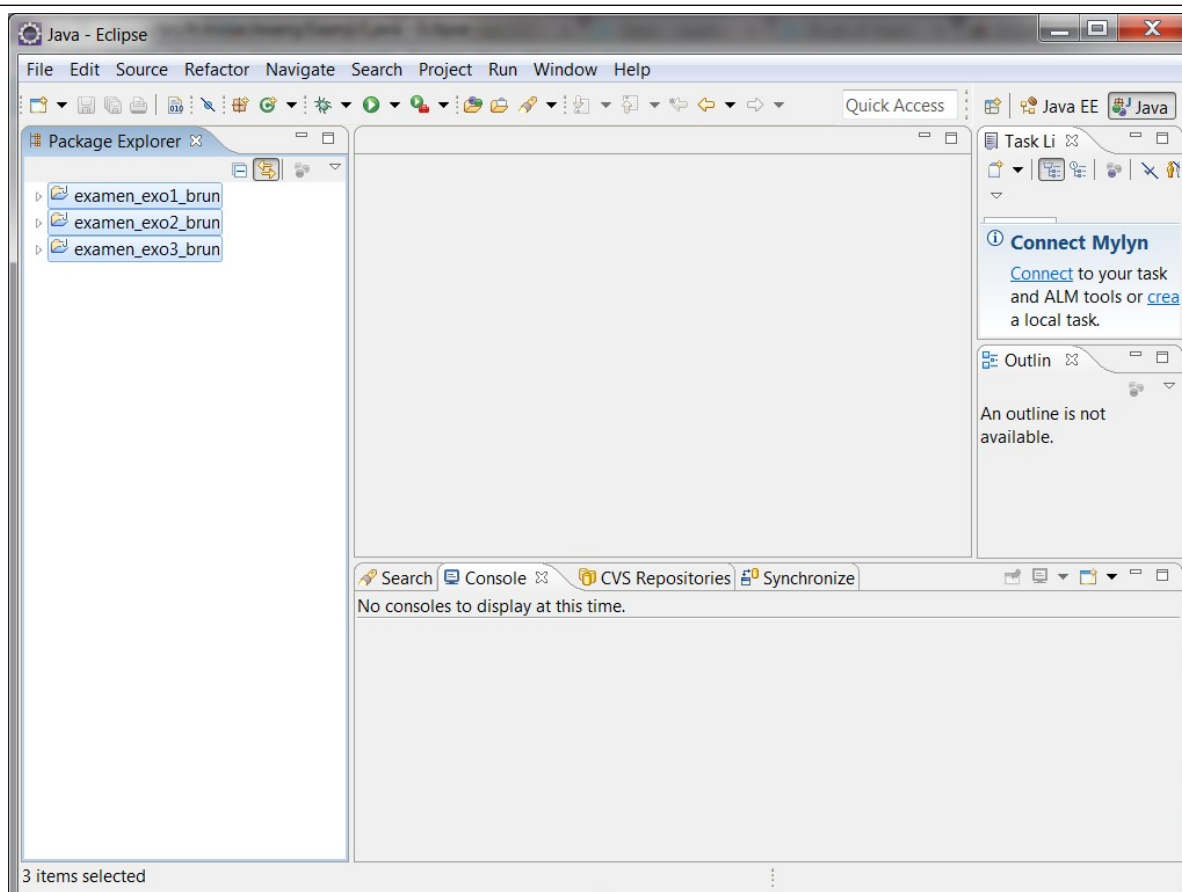 Java - Eclipse
File Edit Source Refactor Navigate Search Project Run Window Help
Quick Access
Java EE
Java
Package Explorer
examen_exo1_brun
examen_exo2_brun
examen_exo3_brun
Task Li
Connect Mylyn
Connect to your task
and ALM tools or crea
a local task.
Outlin
An outline is not
available.
Search
Console
CVS Repositories
Synchronize
No consoles to display at this time.
3 items selected